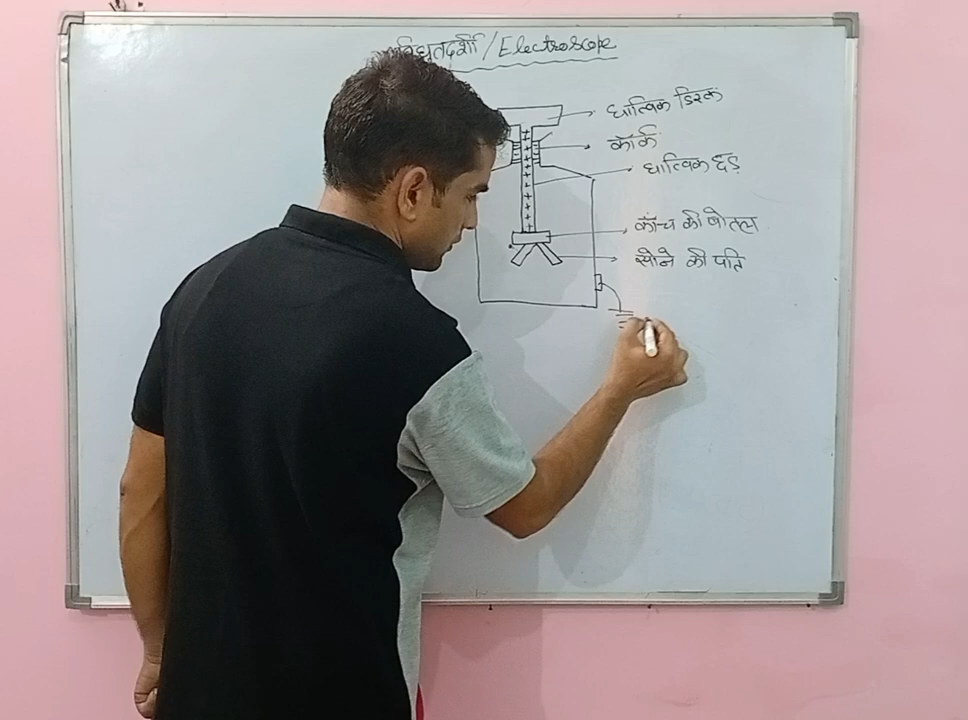 विद्युतदर्शी / Electroscope
धात्विक डिस्क
कॉर्क
धात्विक छड़
काँच की बोतल
सोने की पति